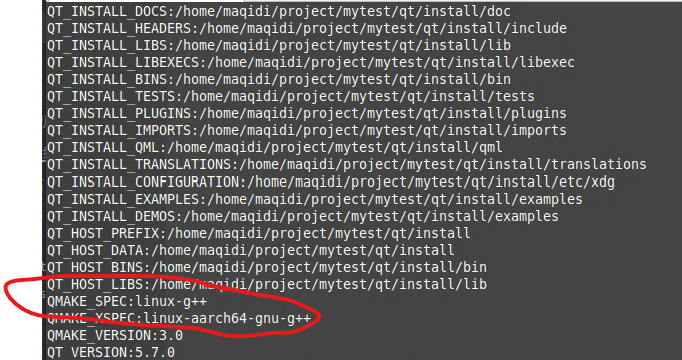 QT_INSTALL_DOCS:/home/maqidi/project/mytest/qt/install/doc
QT_INSTALL_HEADERS:/home/maqidi/project/mytest/qt/install/include
QT_INSTALL_LIBS:/home/maqidi/project/mytest/qt/install/lib
QT_INSTALL_LIBEXECS:/home/maqidi/project/mytest/qt/install/libexec
QT_INSTALL_BINS:/home/maqidi/project/mytest/qt/install/bin
QT_INSTALL_TESTS:/home/maqidi/project/mytest/qt/install/tests
QT_INSTALL_PLUGINS:/home/maqidi/project/mytest/qt/install/plugins
QT_INSTALL_IMPORTS:/home/maqidi/project/mytest/qt/install/imports
QT_INSTALL_QML:/home/maqidi/project/mytest/qt/install/qml
QT_INSTALL_TRANSLATIONS:/home/maqidi/project/mytest/qt/install/translations
QT_INSTALL_CONFIGURATION:/home/maqidi/project/mytest/qt/install/etc/xdg
QT_INSTALL_EXAMPLES:/home/maqidi/project/mytest/qt/install/examples
QT_INSTALL_DEMOS:/home/maqidi/project/mytest/qt/install/examples
QT_HOST_PREFIX:/home/maqidi/project/mytest/qt/install
QT_HOST_DATA:/home/maqidi/project/mytest/qt/install
QT_HOST_BINS:/home/maqidi/project/mytest/qt/install/bin
QT_HOST_LIBS:/home/maqidi/project/mytest/qt/install/lib
QMAKE_SPEC:linux-g++
QMAKE_XSPEC:linux-aarch64-gnu-g++
QMAKE_VERSION:3.0
QT_VERSION:5.7.0